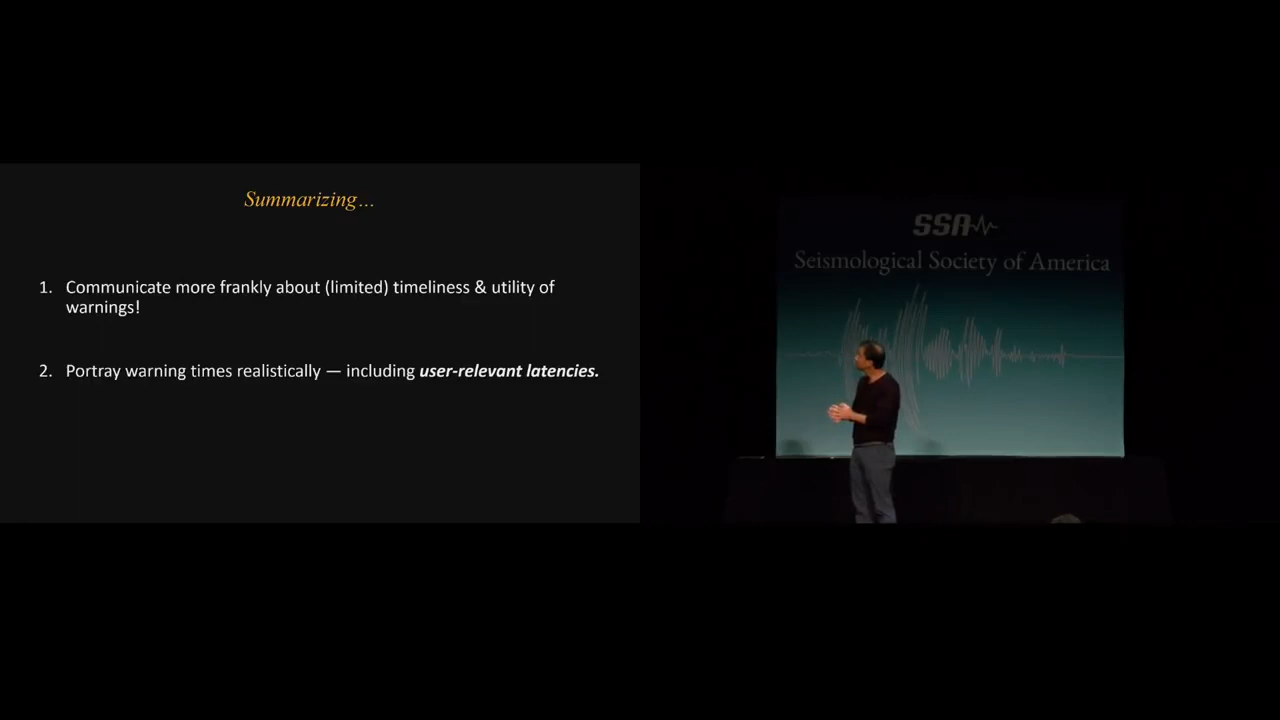 Summarizing…
1. Communicate more frankly about (limited) timeliness & utility of
warnings!
2. Portray warning times realistically — including user-relevant latencies.
SSA
Seismological Society of America